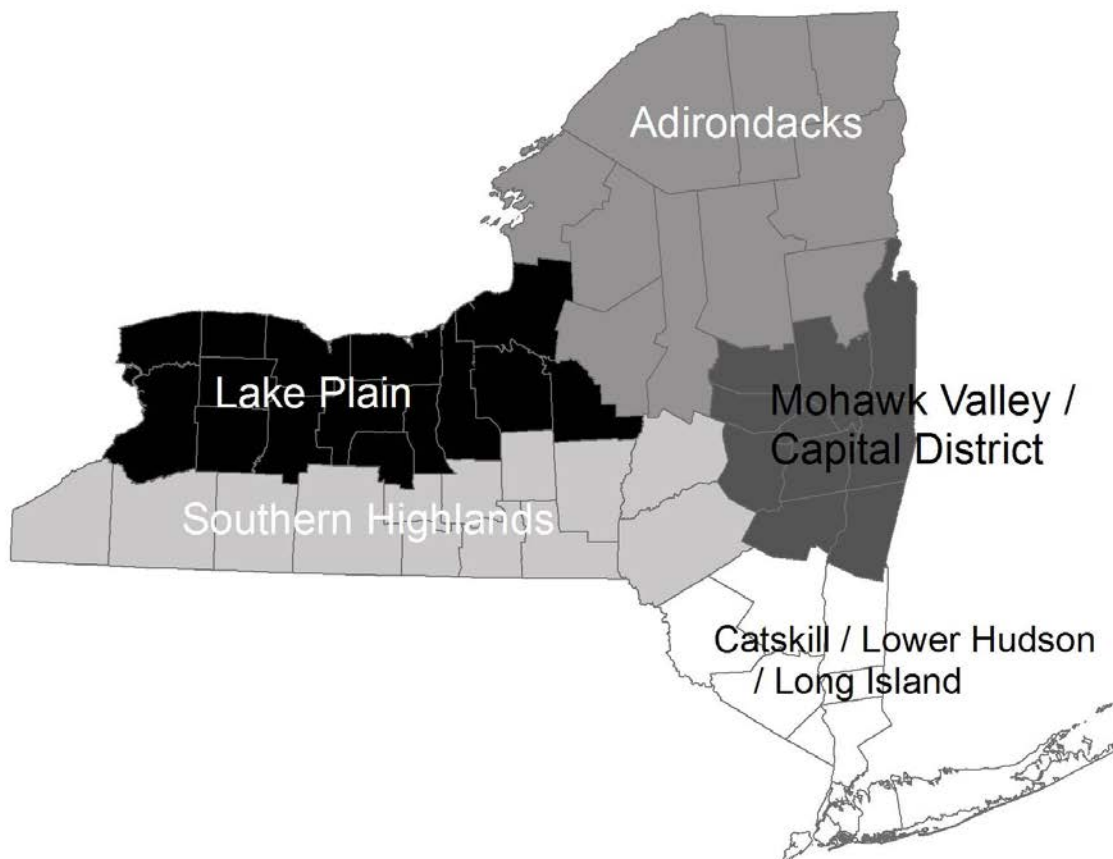 Adirondacks
Lake Plain
Mohawk Valley /
Capital District
Southern Highlands
Catskill / Lower Hudson
/ Long Island